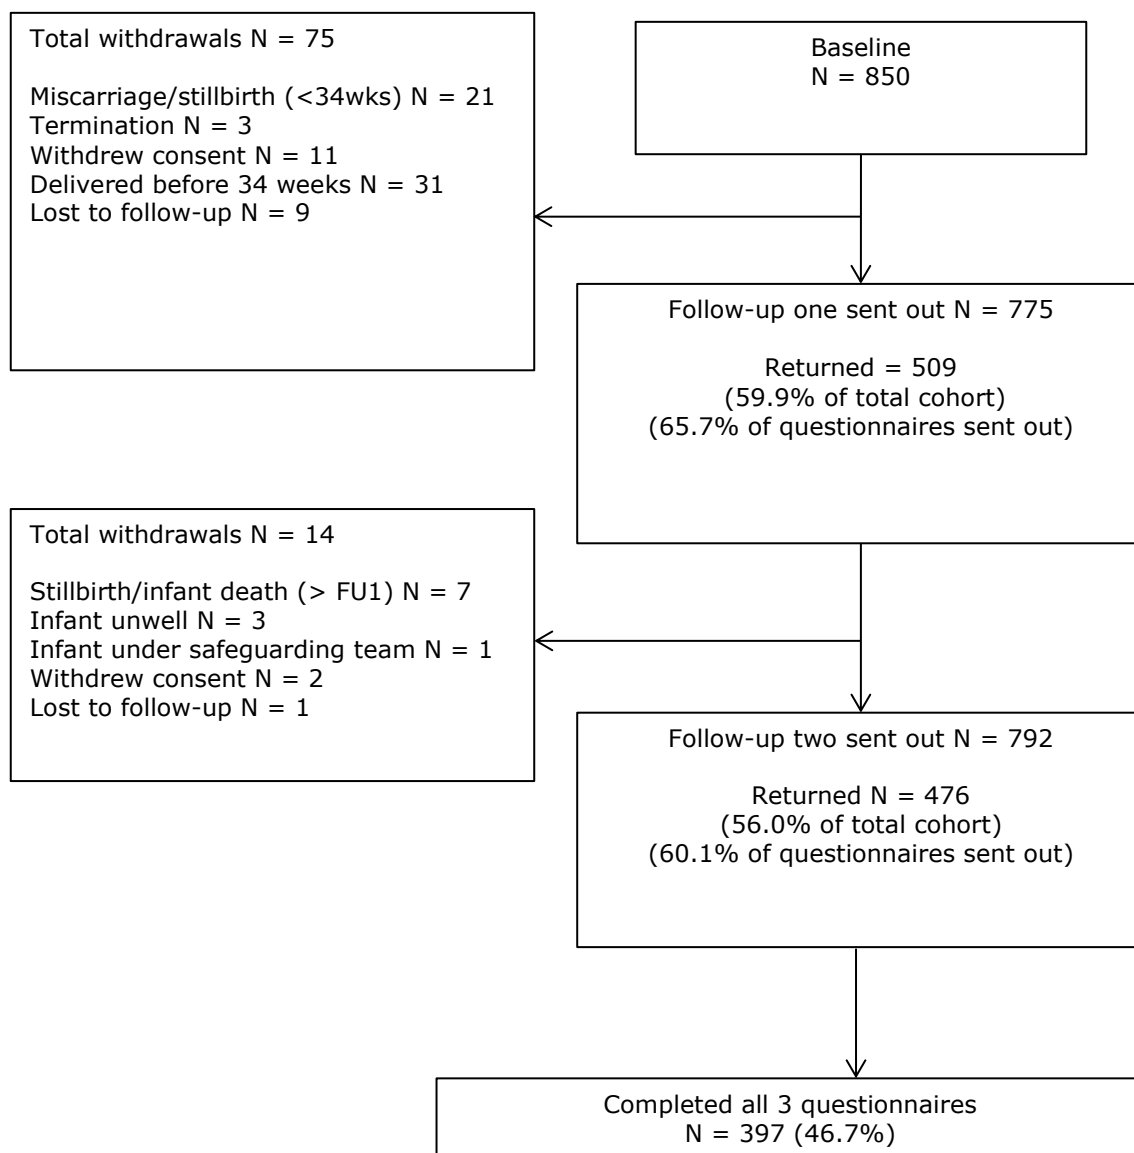 Total withdrawals N = 75
Miscarriage/stillbirth (<34wks) N = 21
Termination N = 3
Withdrew consent N = 11
Delivered before 34 weeks N = 31
Lost to follow-up N = 9
Baseline
N = 850
Follow-up one sent out N = 775
Returned = 509
(59.9% of total cohort)
(65.7% of questionnaires sent out)
Total withdrawals N = 14
Stillbirth/infant death (> FU1) N = 7
Infant unwell N = 3
Infant under safeguarding team N = 1
Withdrew consent N = 2
Lost to follow-up N = 1
Follow-up two sent out N = 792
Returned N = 476
(56.0% of total cohort)
(60.1% of questionnaires sent out)
Completed all 3 questionnaires
N = 397 (46.7%)